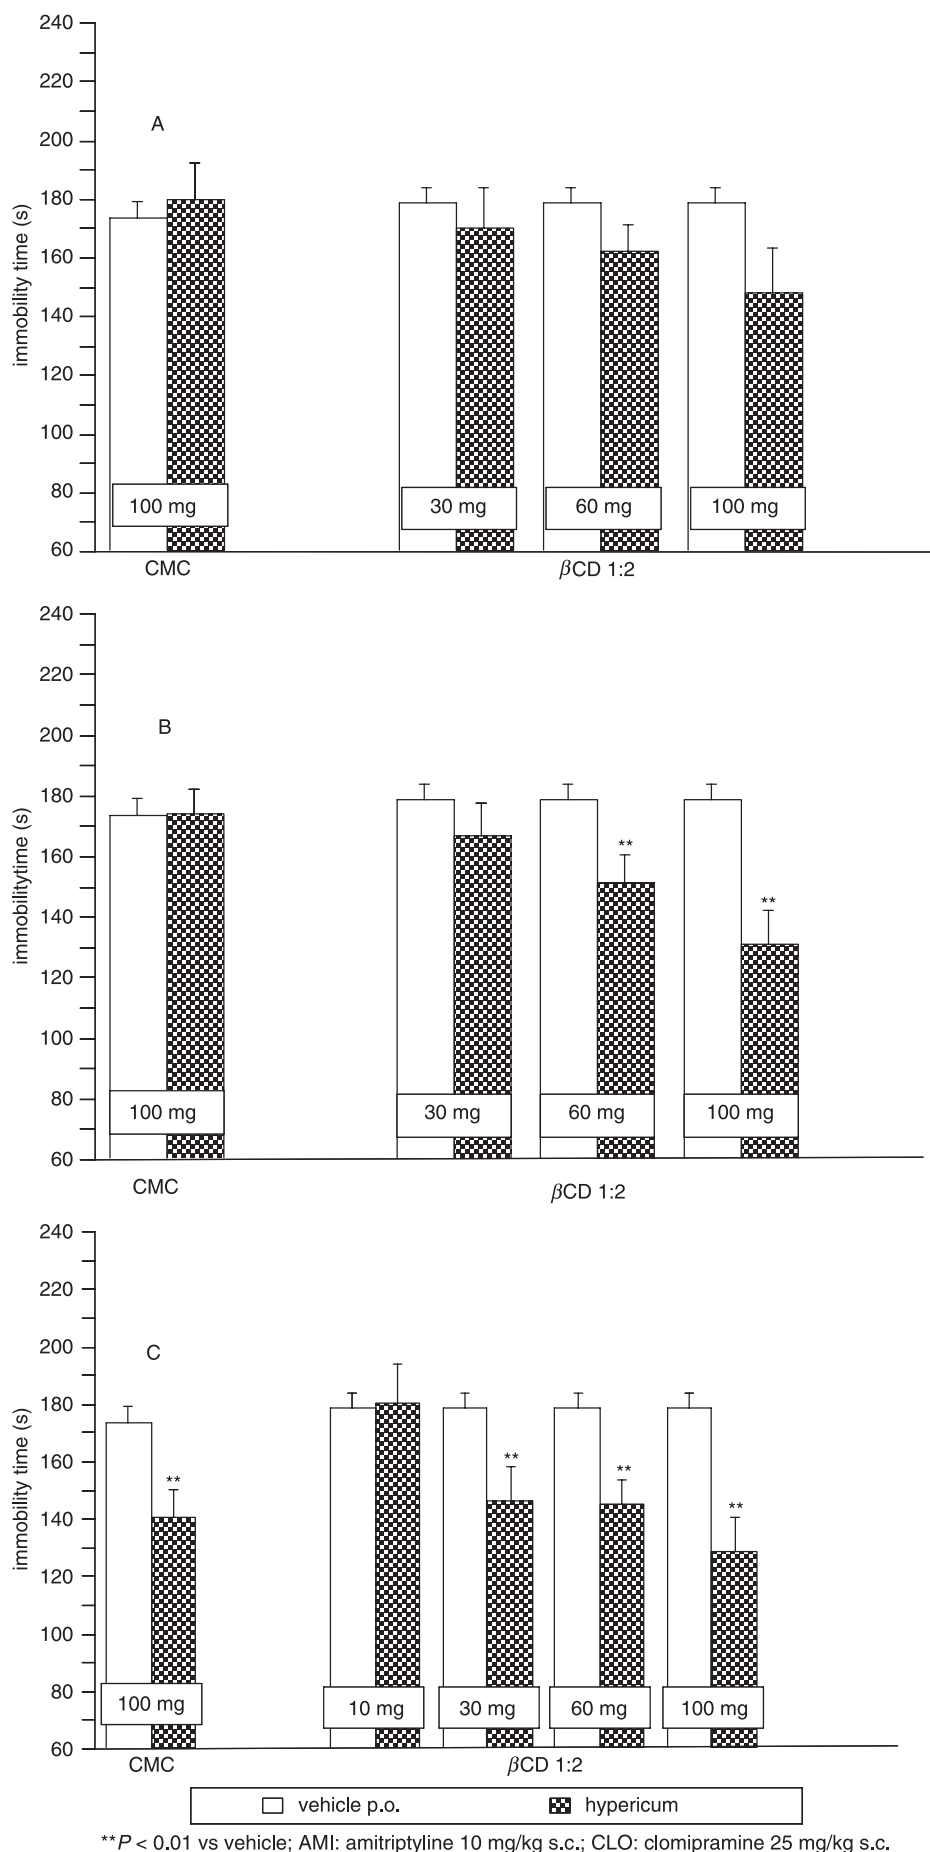 240
220
200
180
160
140
120
100
80
60
immobility time (s)
A
100 mg
30 mg
60 mg
100 mg
CMC
βCD 1:2
240
220
200
180
160
140
120
100
80
60
immobilitytime (s)
B
**
**
100 mg
30 mg
60 mg
100 mg
CMC
βCD 1:2
240
220
200
180
160
140
120
100
80
60
immobility time (s)
C
**
**
**
**
100 mg
10 mg
30 mg
60 mg
100 mg
CMC
βCD 1:2
vehicle p.o.
hypericum
**P < 0.01 vs vehicle; AMI: amitriptyline 10 mg/kg s.c.; CLO: clomipramine 25 mg/kg s.c.